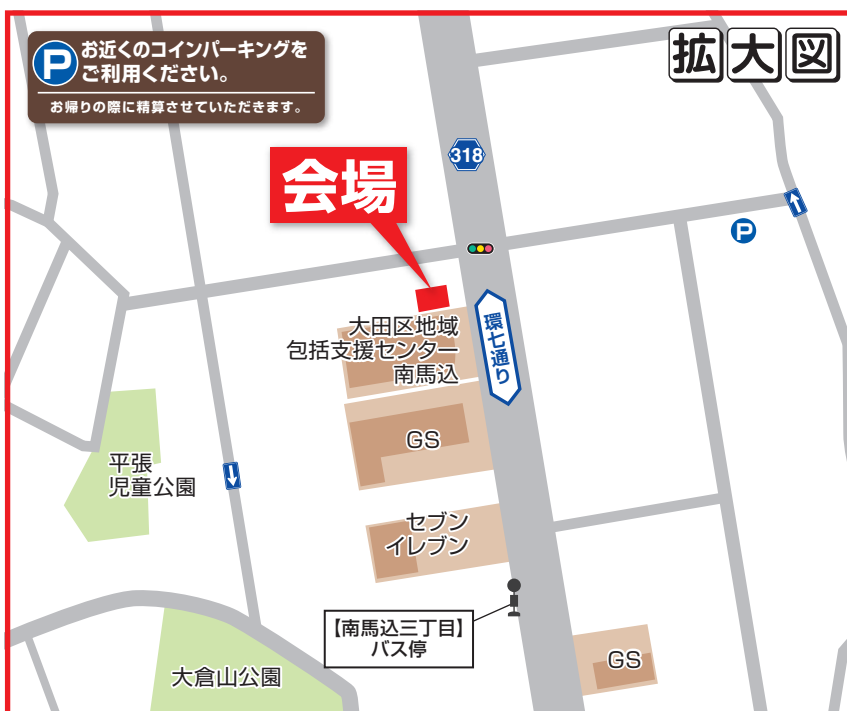 P
お近くのコインパーキングを
ご利用ください。
お帰りの際に精算させていただきます。
拡大図
318
会場
P
環七通り
大田区地域
包括支援センター
南馬込
GS
平張
児童公園
セブン
イレブン
【南馬込三丁目】
バス停
GS
大倉山公園